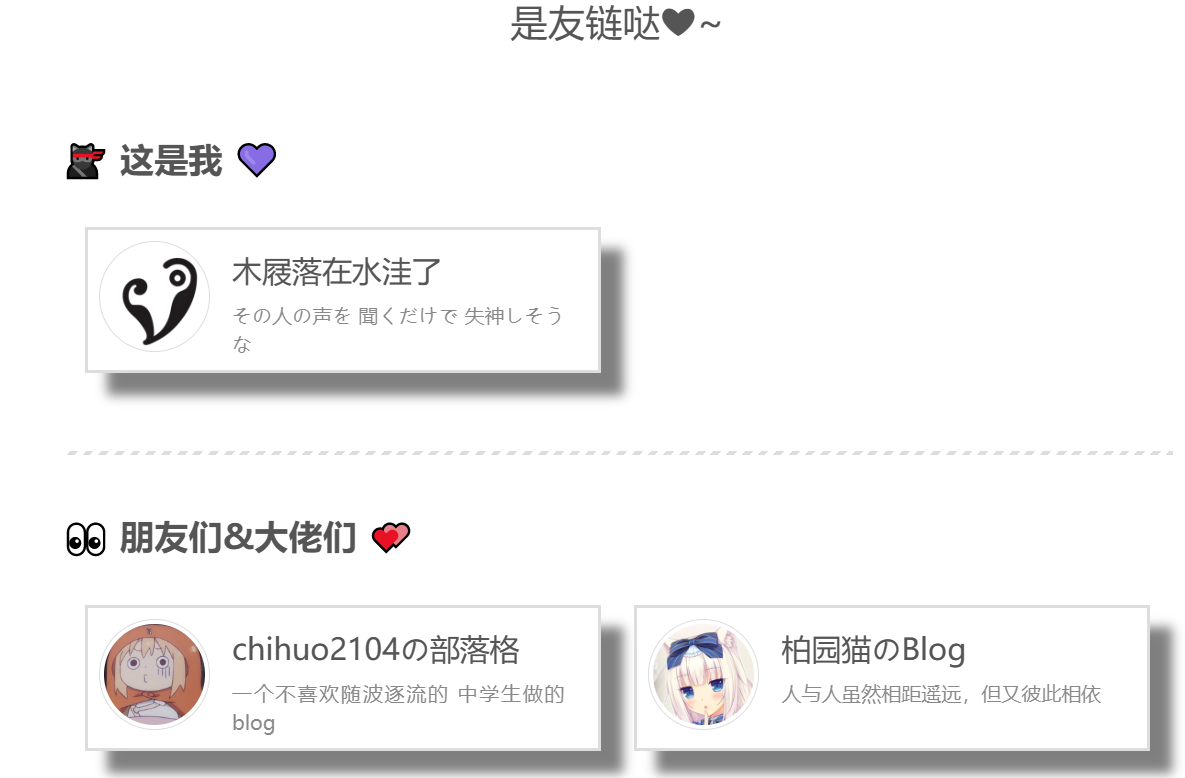 是友链哒♥~
🐱‍👤 这是我 💜
木屐落在水洼了
その人の声を 聞くだけで 失神しそう
な
👀 朋友们&大佬们 💕
chihuo2104の部落格
一个不喜欢随波逐流的 中学生做的
blog
柏园猫のBlog
人与人虽然相距遥远，但又彼此相依